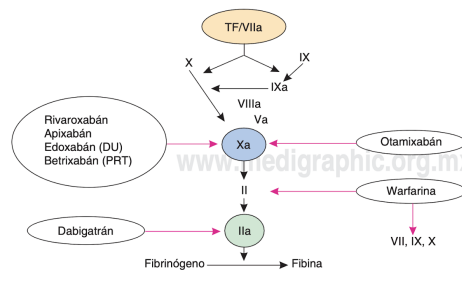 TF/VIIa
X
IX
IXa
VIIIa
Va
Rivaroxabán
Apixabán
Edoxabán (DU)
Betrixabán (PRT)
Xa
Otamixabán
www.medigraphic.org.m
II
Warfarina
Dabigatrán
IIa
VII, IX, X
Fibrinógeno
Fibina